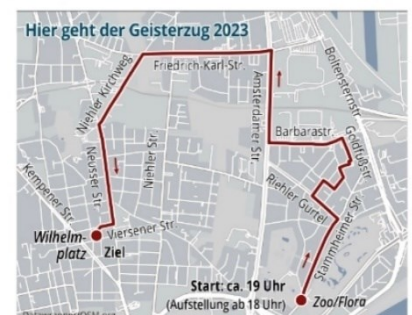 Hier geht der Geisterzug 2023
Friedrich-Karl-Str.
Niehler Kirchweg
Boltensternstr.
Amsterdamer Str.
Barbarastr.
Goldfußstr.
Neusser Str.
Niehler Str.
Kempener Str.
Riehler Gürtel
Stammheimer Str.
Viersener Str.
Wilhelm-
platz
Ziel
Start: ca. 19 Uhr
(Aufstellung ab 18 Uhr)
Zoo/Flora